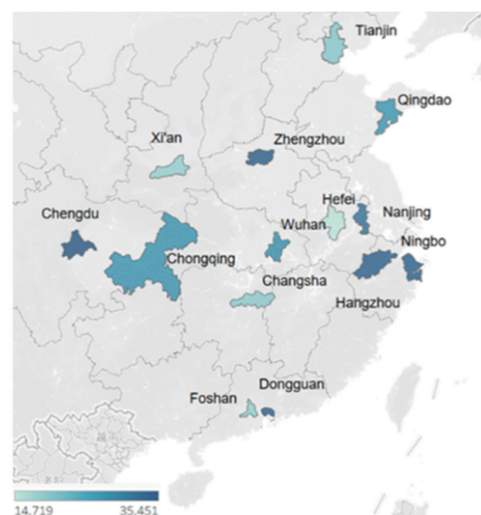 Tianjin
Qingdao
Xi'an
Zhengzhou
Chengdu
Hefei
Nanjing
Wuhan
Ningbo
Chongqing
Changsha
Hangzhou
Foshan
Dongguan
14.719
35.451